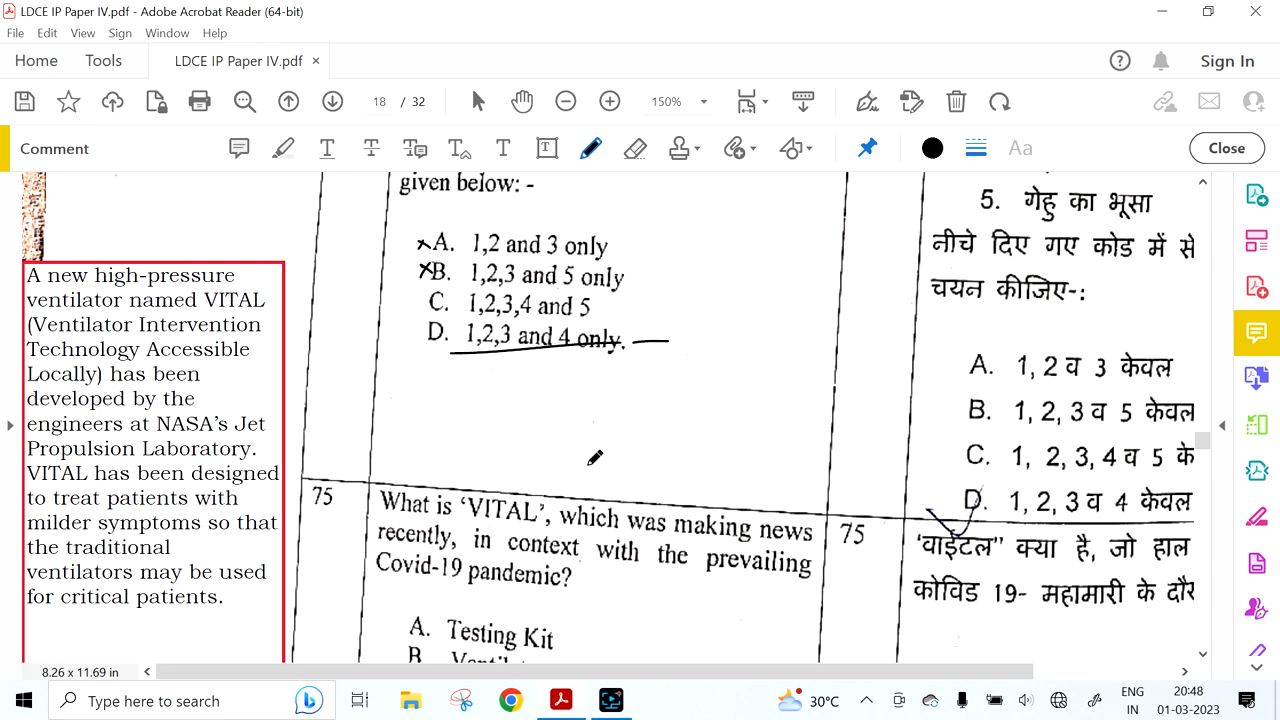 LDCE IP Paper IV.pdf - Adobe Acrobat Reader (64-bit)
File Edit View Sign Window Help
Home Tools LDCE IP Paper IV.pdf × Sign In
18 / 32 150%
Comment T T T T Aa Close
given below: -
A. 1,2 and 3 only
B. 1,2,3 and 5 only
C. 1,2,3,4 and 5
D. 1,2,3 and 4 only.
75 What is ‘VITAL’, which was making news
recently, in context with the prevailing
Covid-19 pandemic?
A. Testing Kit
B.
5. गेहु का भूसा
नीचे दिए गए कोड में से
चयन कीजिए-:
A. 1, 2 व 3 केवल
B. 1, 2, 3 व 5 केवल
C. 1, 2, 3, 4 व 5 के
D. 1, 2, 3 व 4 केवल
75 ‘वाईटल” क्या है, जो हाल
कोविड 19- महामारी के दौर
A new high-pressure
ventilator named VITAL
(Ventilator Intervention
Technology Accessible
Locally) has been
developed by the
engineers at NASA’s Jet
Propulsion Laboratory.
VITAL has been designed
to treat patients with
milder symptoms so that
the traditional
ventilators may be used
for critical patients.
8.26 x 11.69 in
Type here to search 30°C ENG IN 20:48 01-03-2023